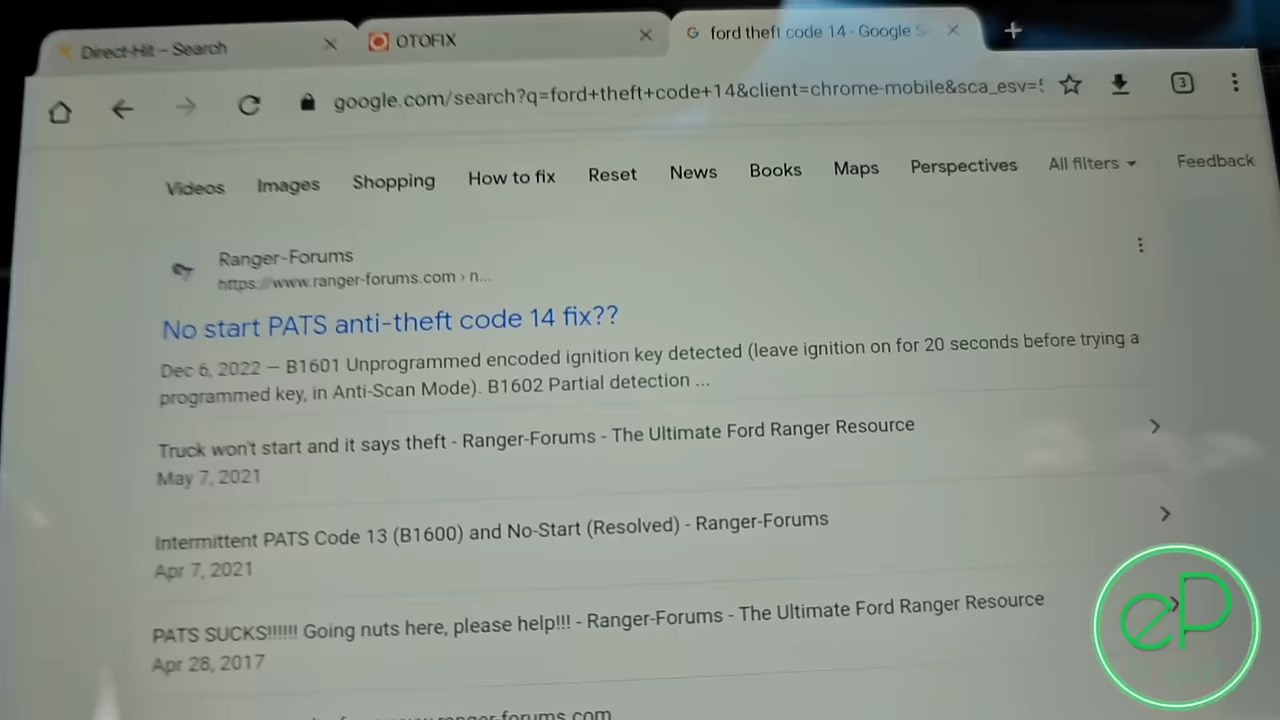 Direct-Hit – Search
OTOFIX
ford theft code 14 - Google S
google.com/search?q=ford+theft+code+14&client=chrome-mobile&sca_esv=
3
Videos Images Shopping How to fix Reset News Books Maps Perspectives All filters Feedback
Ranger-Forums
https://www.ranger-forums.com › n...
No start PATS anti-theft code 14 fix??
Dec 6, 2022 — B1601 Unprogrammed encoded ignition key detected (leave ignition on for 20 seconds before trying a
programmed key, in Anti-Scan Mode). B1602 Partial detection ...
Truck won't start and it says theft - Ranger-Forums - The Ultimate Ford Ranger Resource
May 7, 2021
Intermittent PATS Code 13 (B1600) and No-Start (Resolved) - Ranger-Forums
Apr 7, 2021
PATS SUCKS!!!!!! Going nuts here, please help!!! - Ranger-Forums - The Ultimate Ford Ranger Resource
Apr 28, 2017
ranger-forums.com
eP